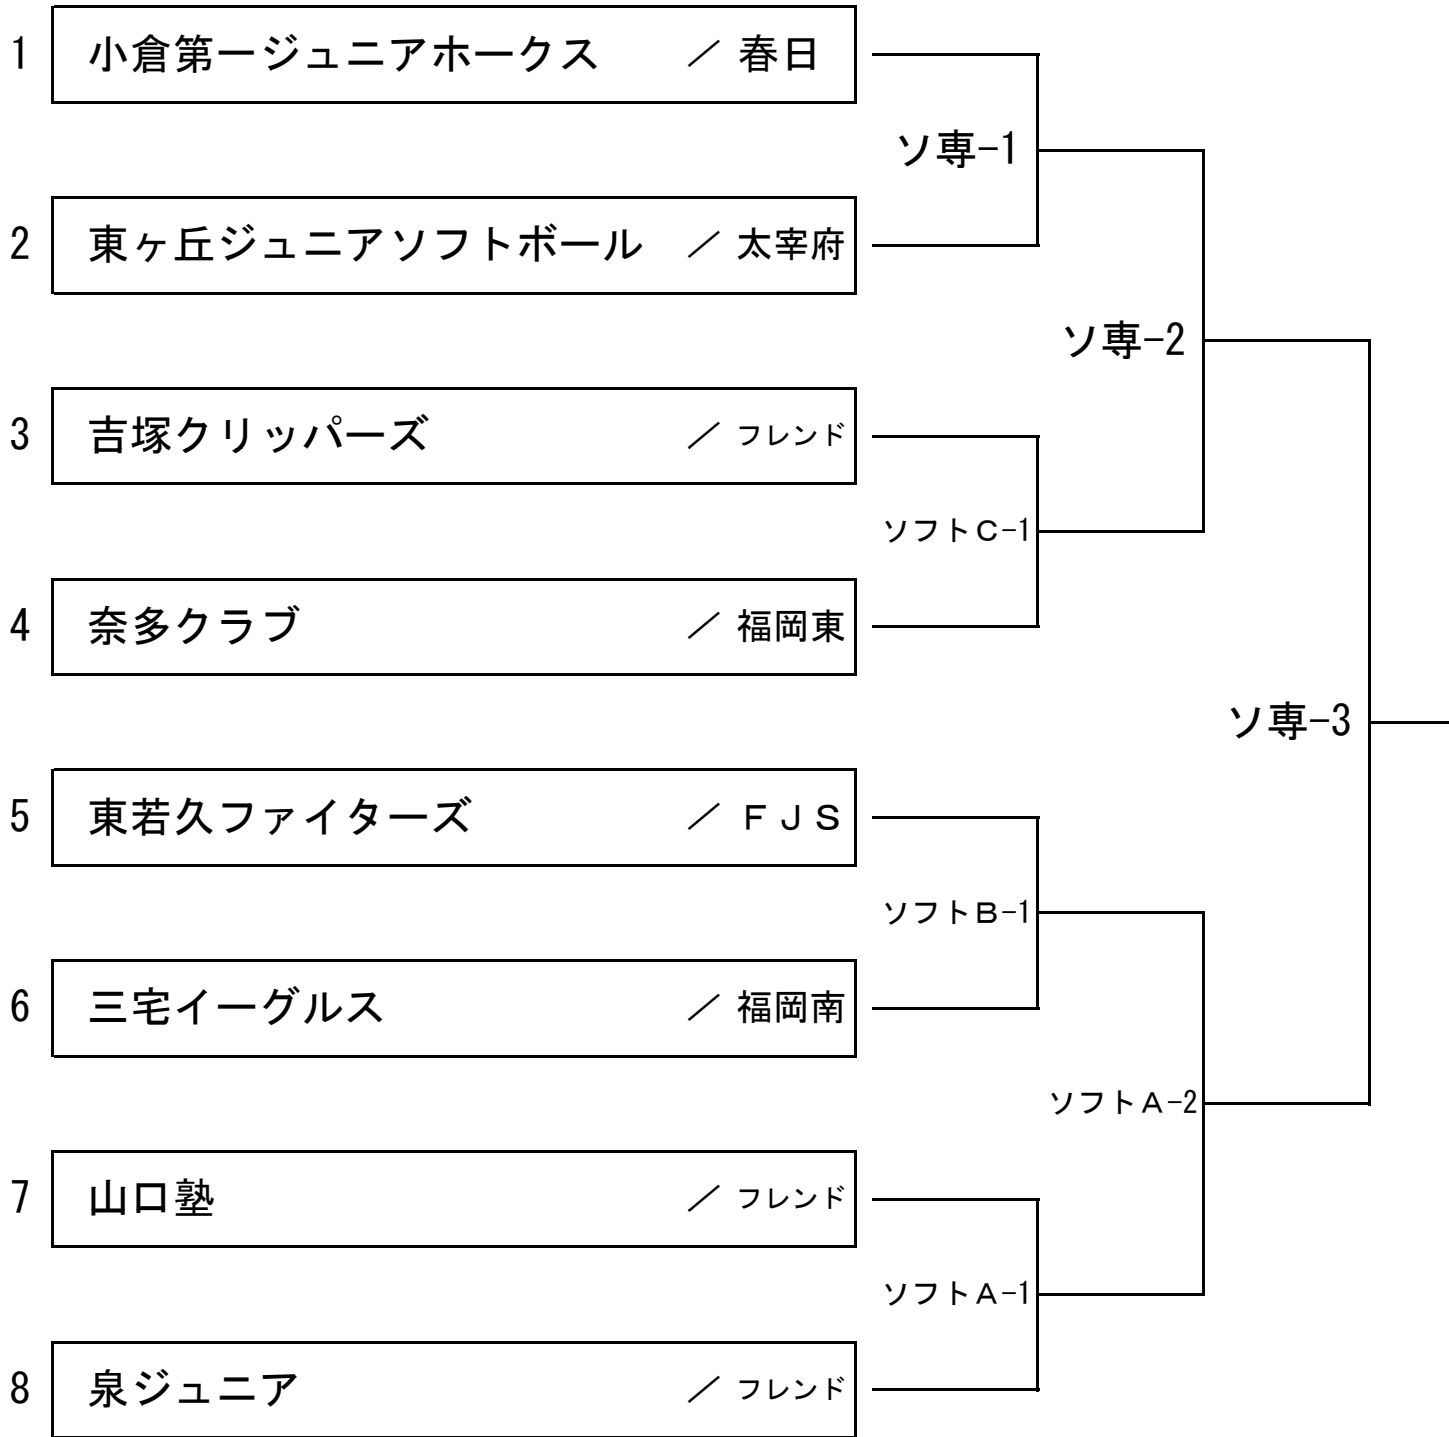 1 小倉第一ジュニアホークス ／ 春日
ソ専-1
2 東ヶ丘ジュニアソフトボール ／ 太宰府
ソ専-2
3 吉塚クリッパーズ ／ フレンド
ソフトＣ-1
4 奈多クラブ ／ 福岡東
ソ専-3
5 東若久ファイターズ ／ ＦＪＳ
ソフトＢ-1
6 三宅イーグルス ／ 福岡南
ソフトＡ-2
7 山口塾 ／ フレンド
ソフトＡ-1
8 泉ジュニア ／ フレンド